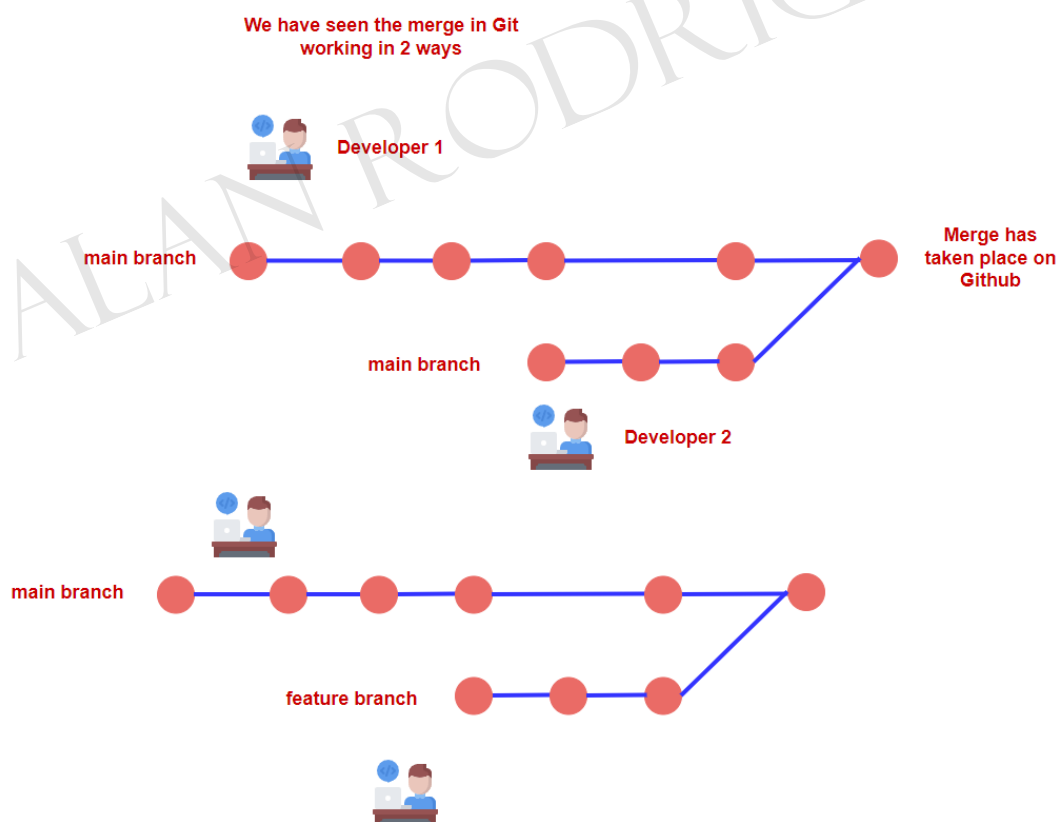 We have seen the merge in Git
working in 2 ways
ALAN RODRIG
Developer 1
main branch
Merge has
taken place on
Github
main branch
Developer 2
main branch
feature branch